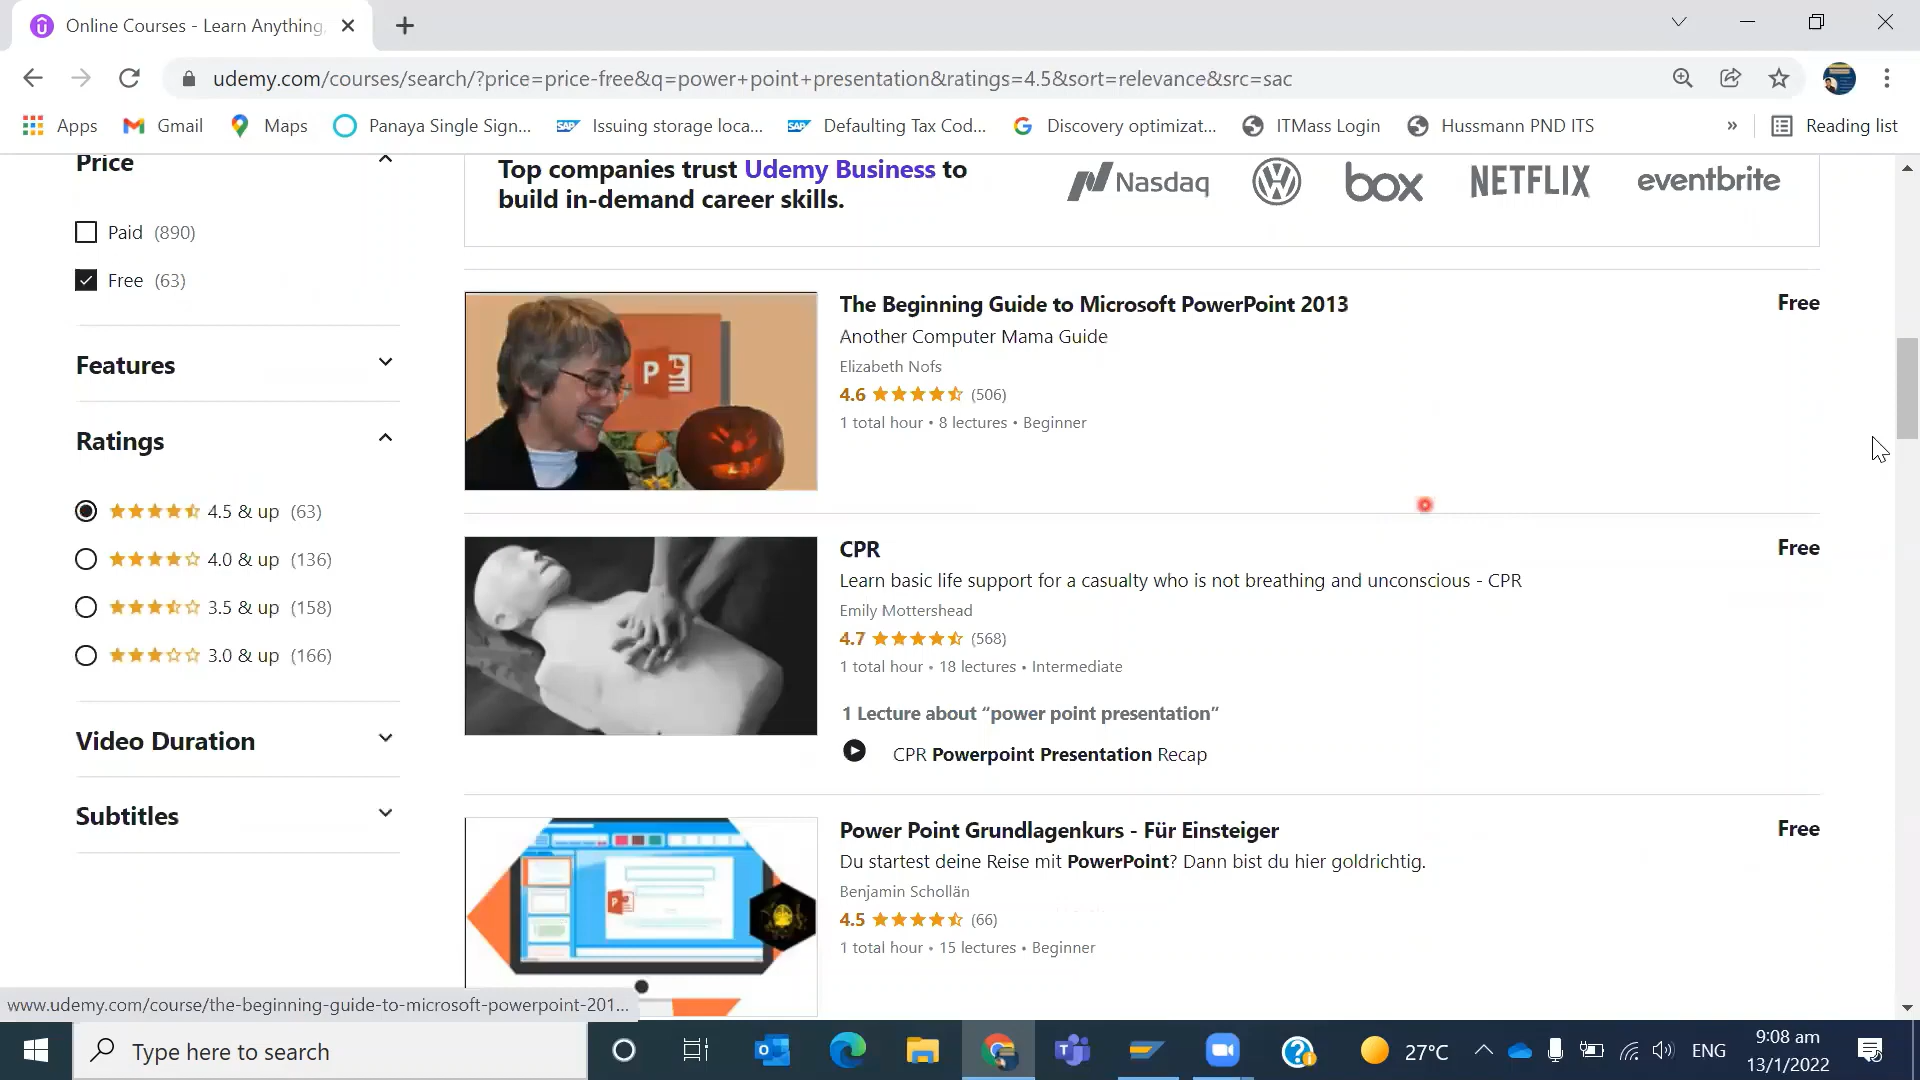 Online Courses - Learn Anything,
udemy.com/courses/search/?price=price-free&q=power+point+presentation&ratings=4.5&sort=relevance&src=sac
Apps
Gmail
Maps
Panaya Single Sign...
Issuing storage loca...
Defaulting Tax Cod...
Discovery optimizat...
ITMass Login
Hussmann PND ITS
»
Reading list
Price
Paid (890)
Free (63)
Features
Ratings
4.5 & up (63)
4.0 & up (136)
3.5 & up (158)
3.0 & up (166)
Video Duration
Subtitles
Top companies trust Udemy Business to
build in-demand career skills.
Nasdaq
box
NETFLIX
eventbrite
The Beginning Guide to Microsoft PowerPoint 2013
Free
Another Computer Mama Guide
Elizabeth Nofs
4.6 (506)
1 total hour • 8 lectures • Beginner
P
CPR
Free
Learn basic life support for a casualty who is not breathing and unconscious - CPR
Emily Mottershead
4.7 (568)
1 total hour • 18 lectures • Intermediate
1 Lecture about “power point presentation”
CPR Powerpoint Presentation Recap
Power Point Grundlagenkurs - Für Einsteiger
Free
Du startest deine Reise mit PowerPoint? Dann bist du hier goldrichtig.
Benjamin Schollän
4.5 (66)
1 total hour • 15 lectures • Beginner
P
www.udemy.com/course/the-beginning-guide-to-microsoft-powerpoint-201...
Type here to search
27°C
ENG
9:08 am
13/1/2022